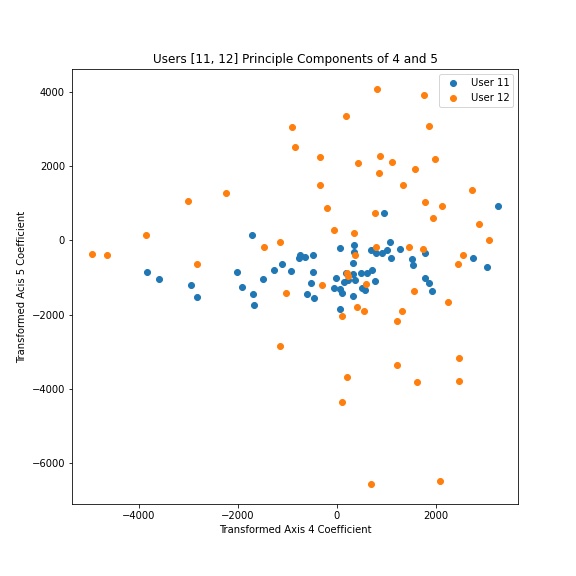 Users [11, 12] Principle Components of 4 and 5
User 11
User 12
4000
2000
0
−2000
−4000
−6000
Transformed Acis 5 Coefficient
−4000
−2000
0
2000
Transformed Axis 4 Coefficient